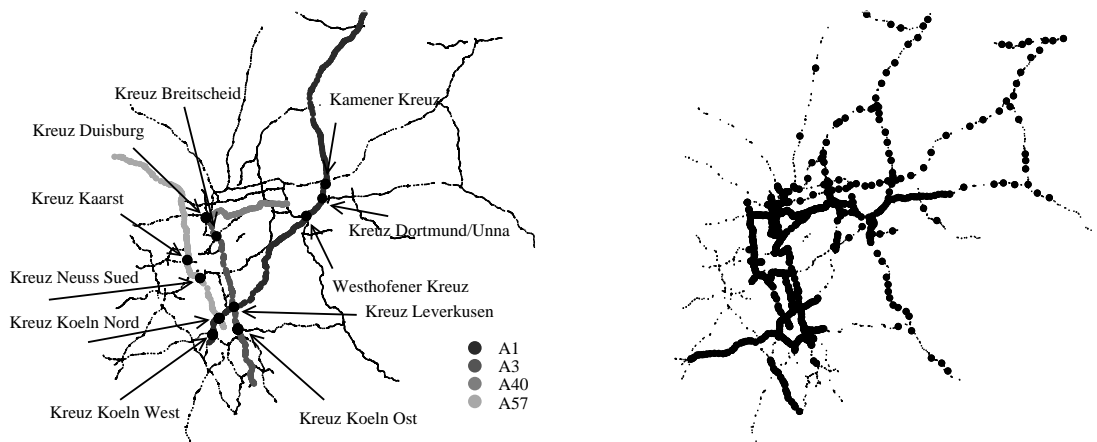 Kreuz Breitscheid
Kamener Kreuz
Kreuz Duisburg
Kreuz Kaarst
Kreuz Dortmund/Unna
Kreuz Neuss Sued
Westhofener Kreuz
Kreuz Leverkusen
Kreuz Koeln Nord
A1
A3
A40
A57
Kreuz Koeln West
Kreuz Koeln Ost